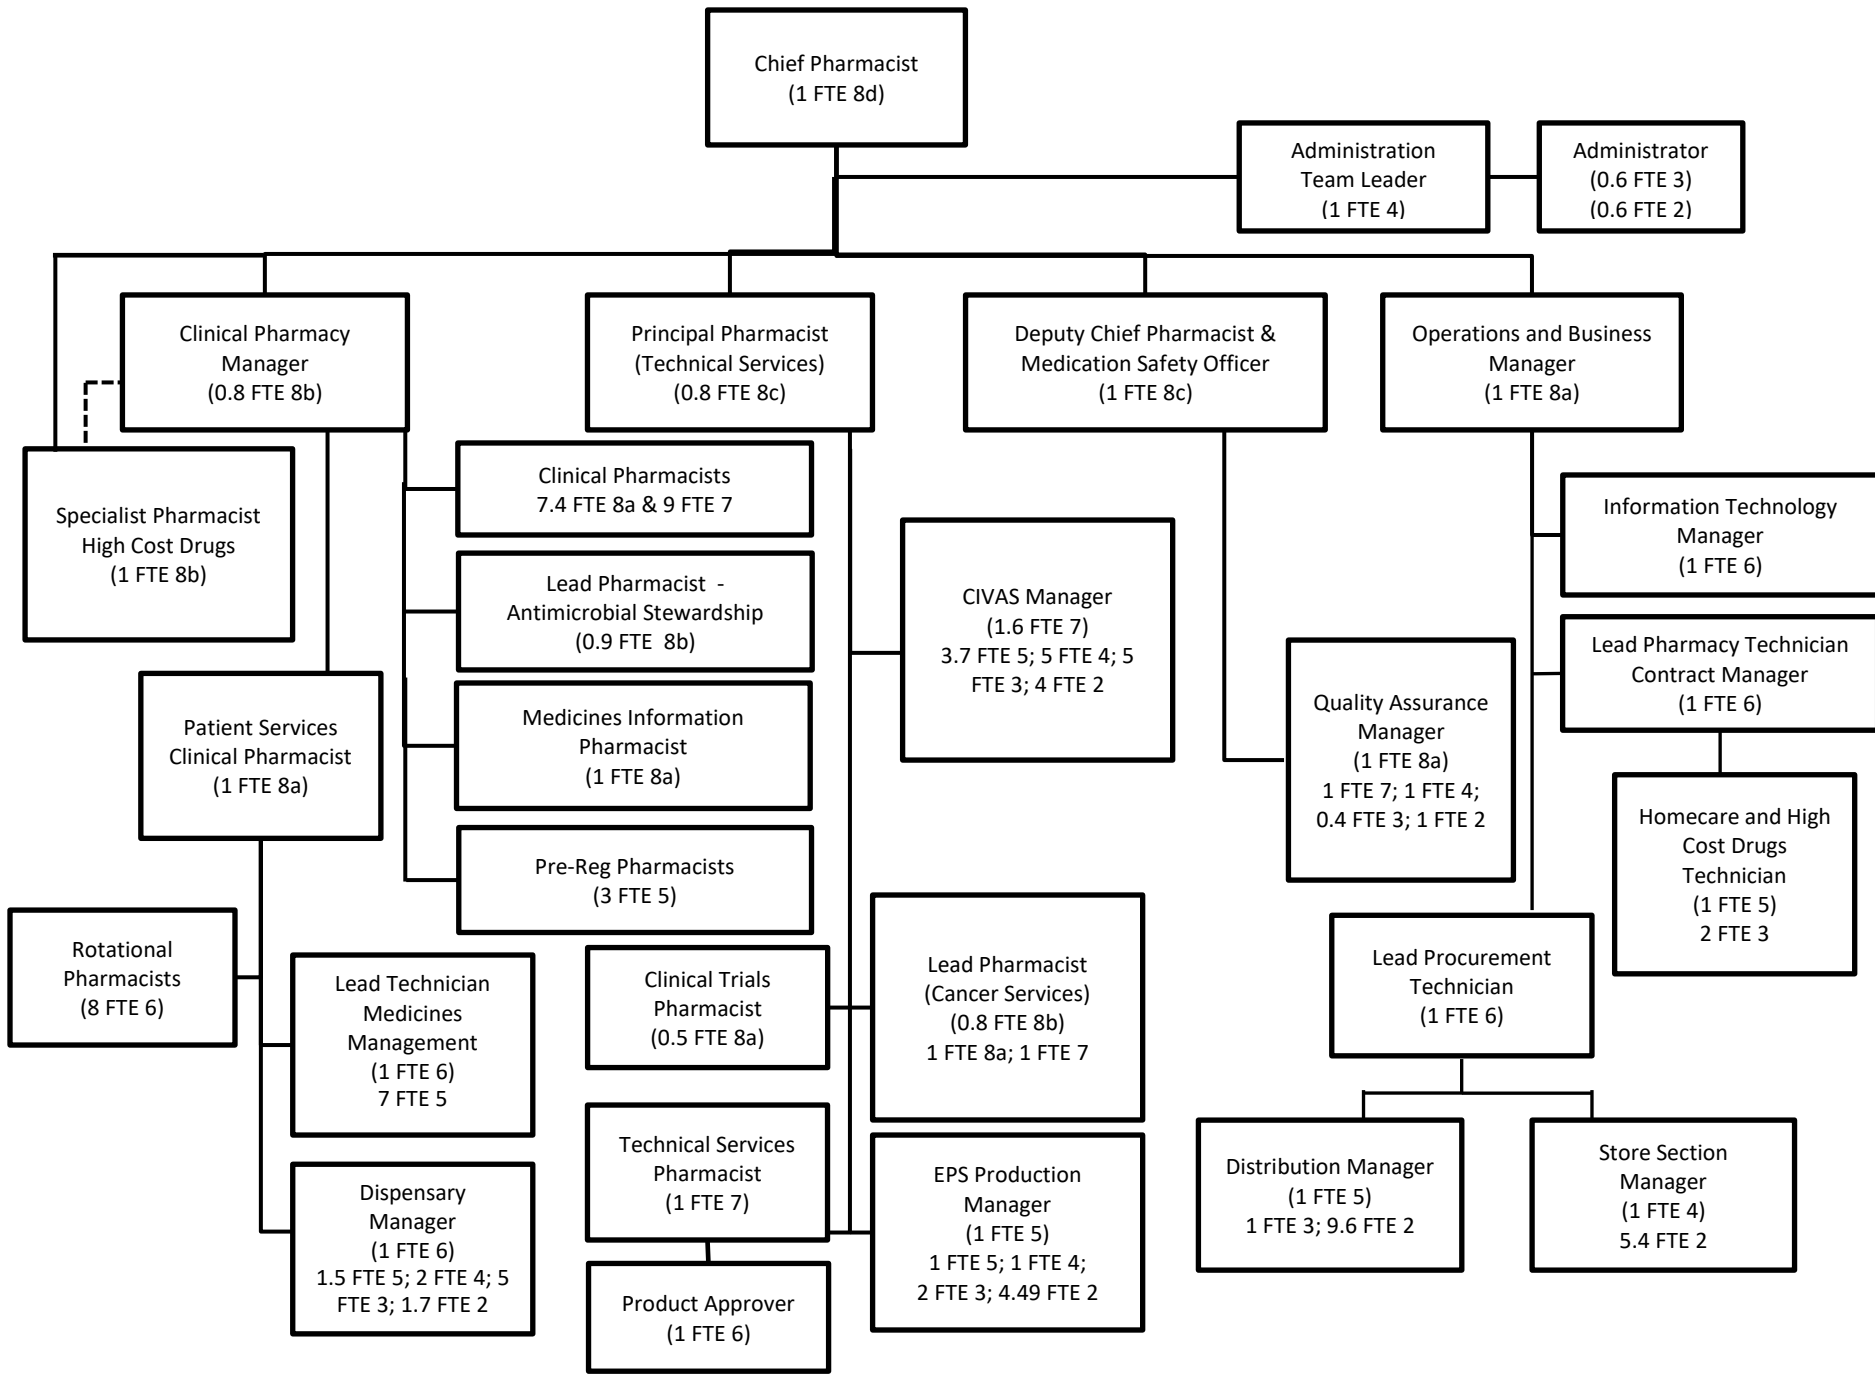 Chief Pharmacist
(1 FTE 8d)
Administration
Team Leader
(1 FTE 4)
Administrator
(0.6 FTE 3)
(0.6 FTE 2)
Clinical Pharmacy
Manager
(0.8 FTE 8b)
Principal Pharmacist
(Technical Services)
(0.8 FTE 8c)
Deputy Chief Pharmacist &
Medication Safety Officer
(1 FTE 8c)
Operations and Business
Manager
(1 FTE 8a)
Specialist Pharmacist
High Cost Drugs
(1 FTE 8b)
Clinical Pharmacists
7.4 FTE 8a & 9 FTE 7
Lead Pharmacist -
Antimicrobial Stewardship
(0.9 FTE 8b)
Medicines Information
Pharmacist
(1 FTE 8a)
Pre-Reg Pharmacists
(3 FTE 5)
Patient Services
Clinical Pharmacist
(1 FTE 8a)
Rotational
Pharmacists
(8 FTE 6)
Lead Technician
Medicines
Management
(1 FTE 6)
7 FTE 5
Dispensary
Manager
(1 FTE 6)
1.5 FTE 5; 2 FTE 4; 5
FTE 3; 1.7 FTE 2
CIVAS Manager
(1.6 FTE 7)
3.7 FTE 5; 5 FTE 4; 5
FTE 3; 4 FTE 2
Clinical Trials
Pharmacist
(0.5 FTE 8a)
Lead Pharmacist
(Cancer Services)
(0.8 FTE 8b)
1 FTE 8a; 1 FTE 7
Technical Services
Pharmacist
(1 FTE 7)
EPS Production
Manager
(1 FTE 5)
1 FTE 5; 1 FTE 4;
2 FTE 3; 4.49 FTE 2
Product Approver
(1 FTE 6)
Quality Assurance
Manager
(1 FTE 8a)
1 FTE 7; 1 FTE 4;
0.4 FTE 3; 1 FTE 2
Information Technology
Manager
(1 FTE 6)
Lead Pharmacy Technician
Contract Manager
(1 FTE 6)
Homecare and High
Cost Drugs
Technician
(1 FTE 5)
2 FTE 3
Lead Procurement
Technician
(1 FTE 6)
Distribution Manager
(1 FTE 5)
1 FTE 3; 9.6 FTE 2
Store Section
Manager
(1 FTE 4)
5.4 FTE 2